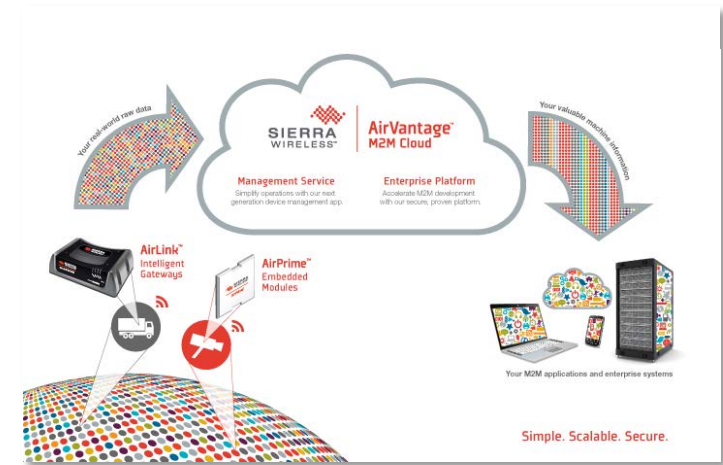 Your real-world raw data
SIERRA
WIRELESS™
AirVantage™
M2M Cloud
Your valuable machine information
Management Service
Simplify operations with our next
generation device management app.
Enterprise Platform
Accelerate M2M development
with our secure, proven platform.
AirLink™
Intelligent
Gateways
AirPrime™
Embedded
Modules
SIERRA
Your M2M applications and enterprise systems
Simple. Scalable. Secure.